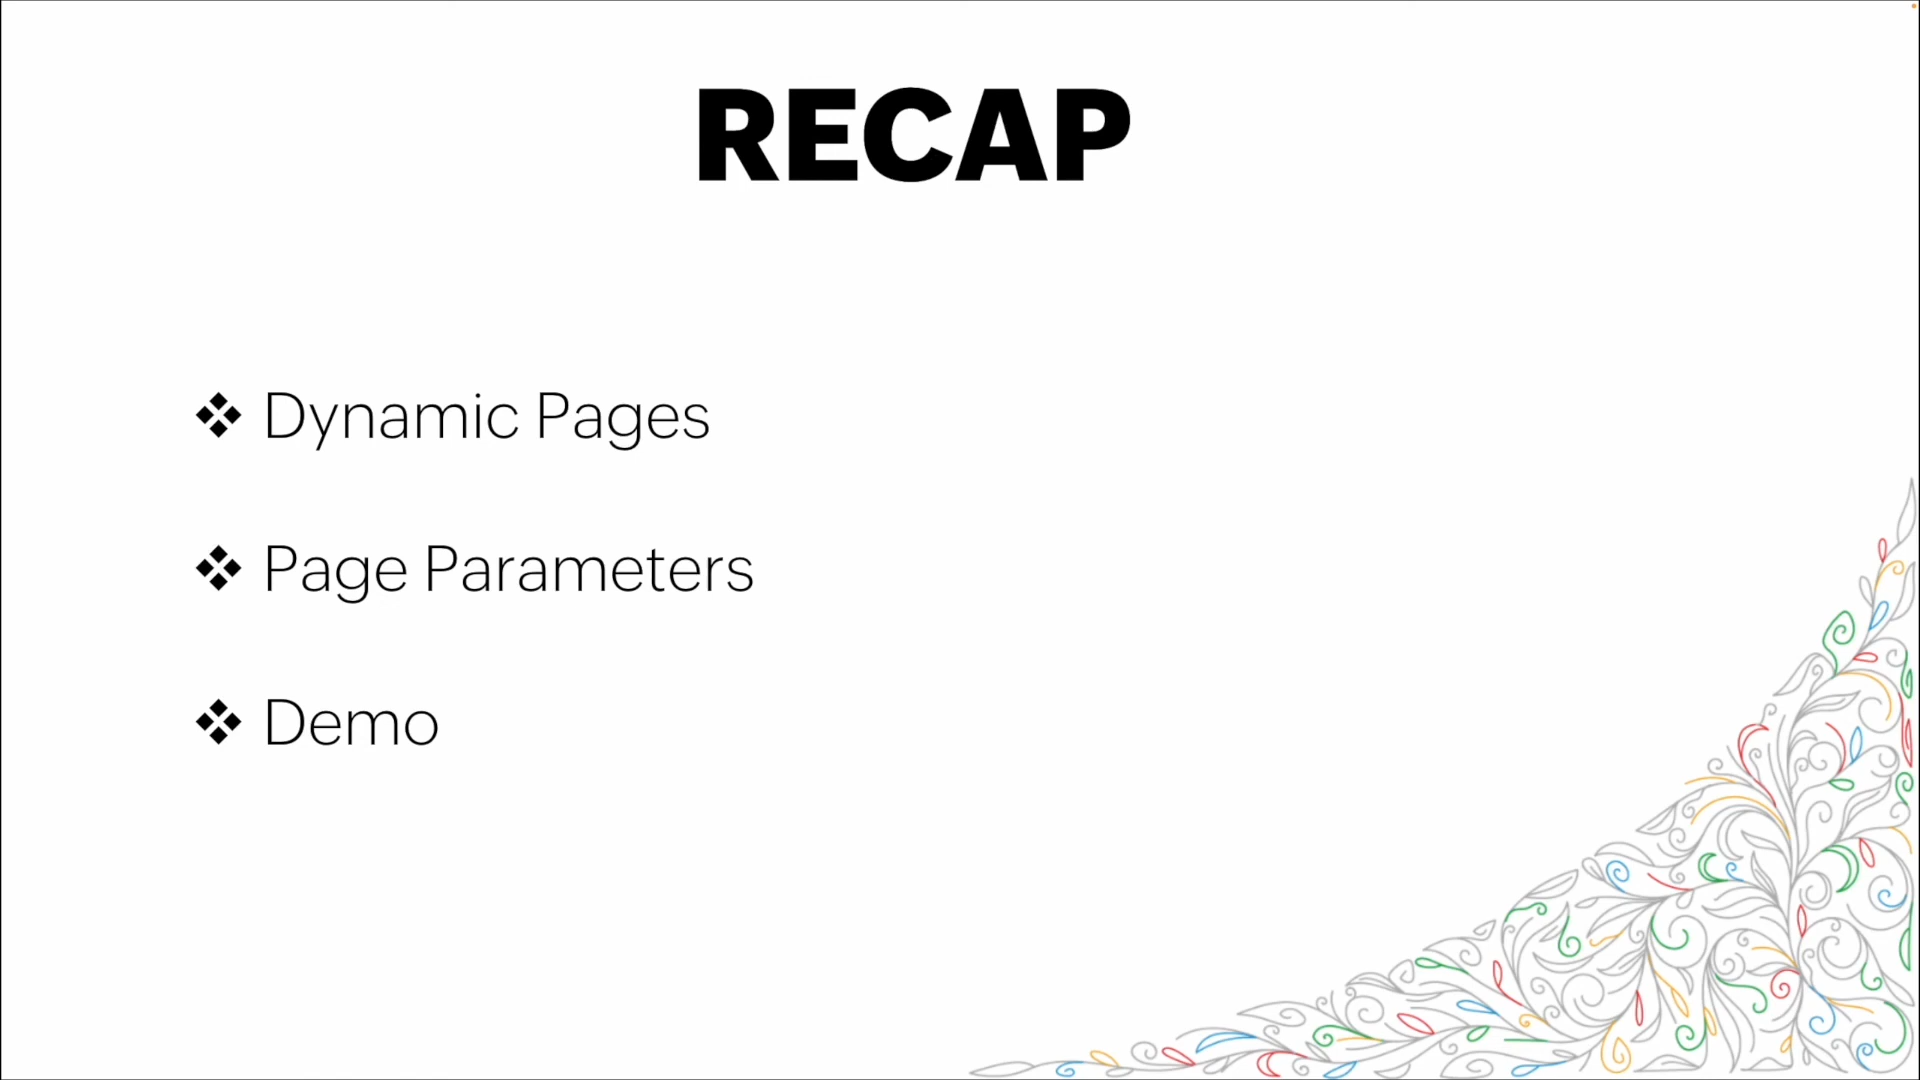 RECAP
❖ Dynamic Pages
❖ Page Parameters
❖ Demo